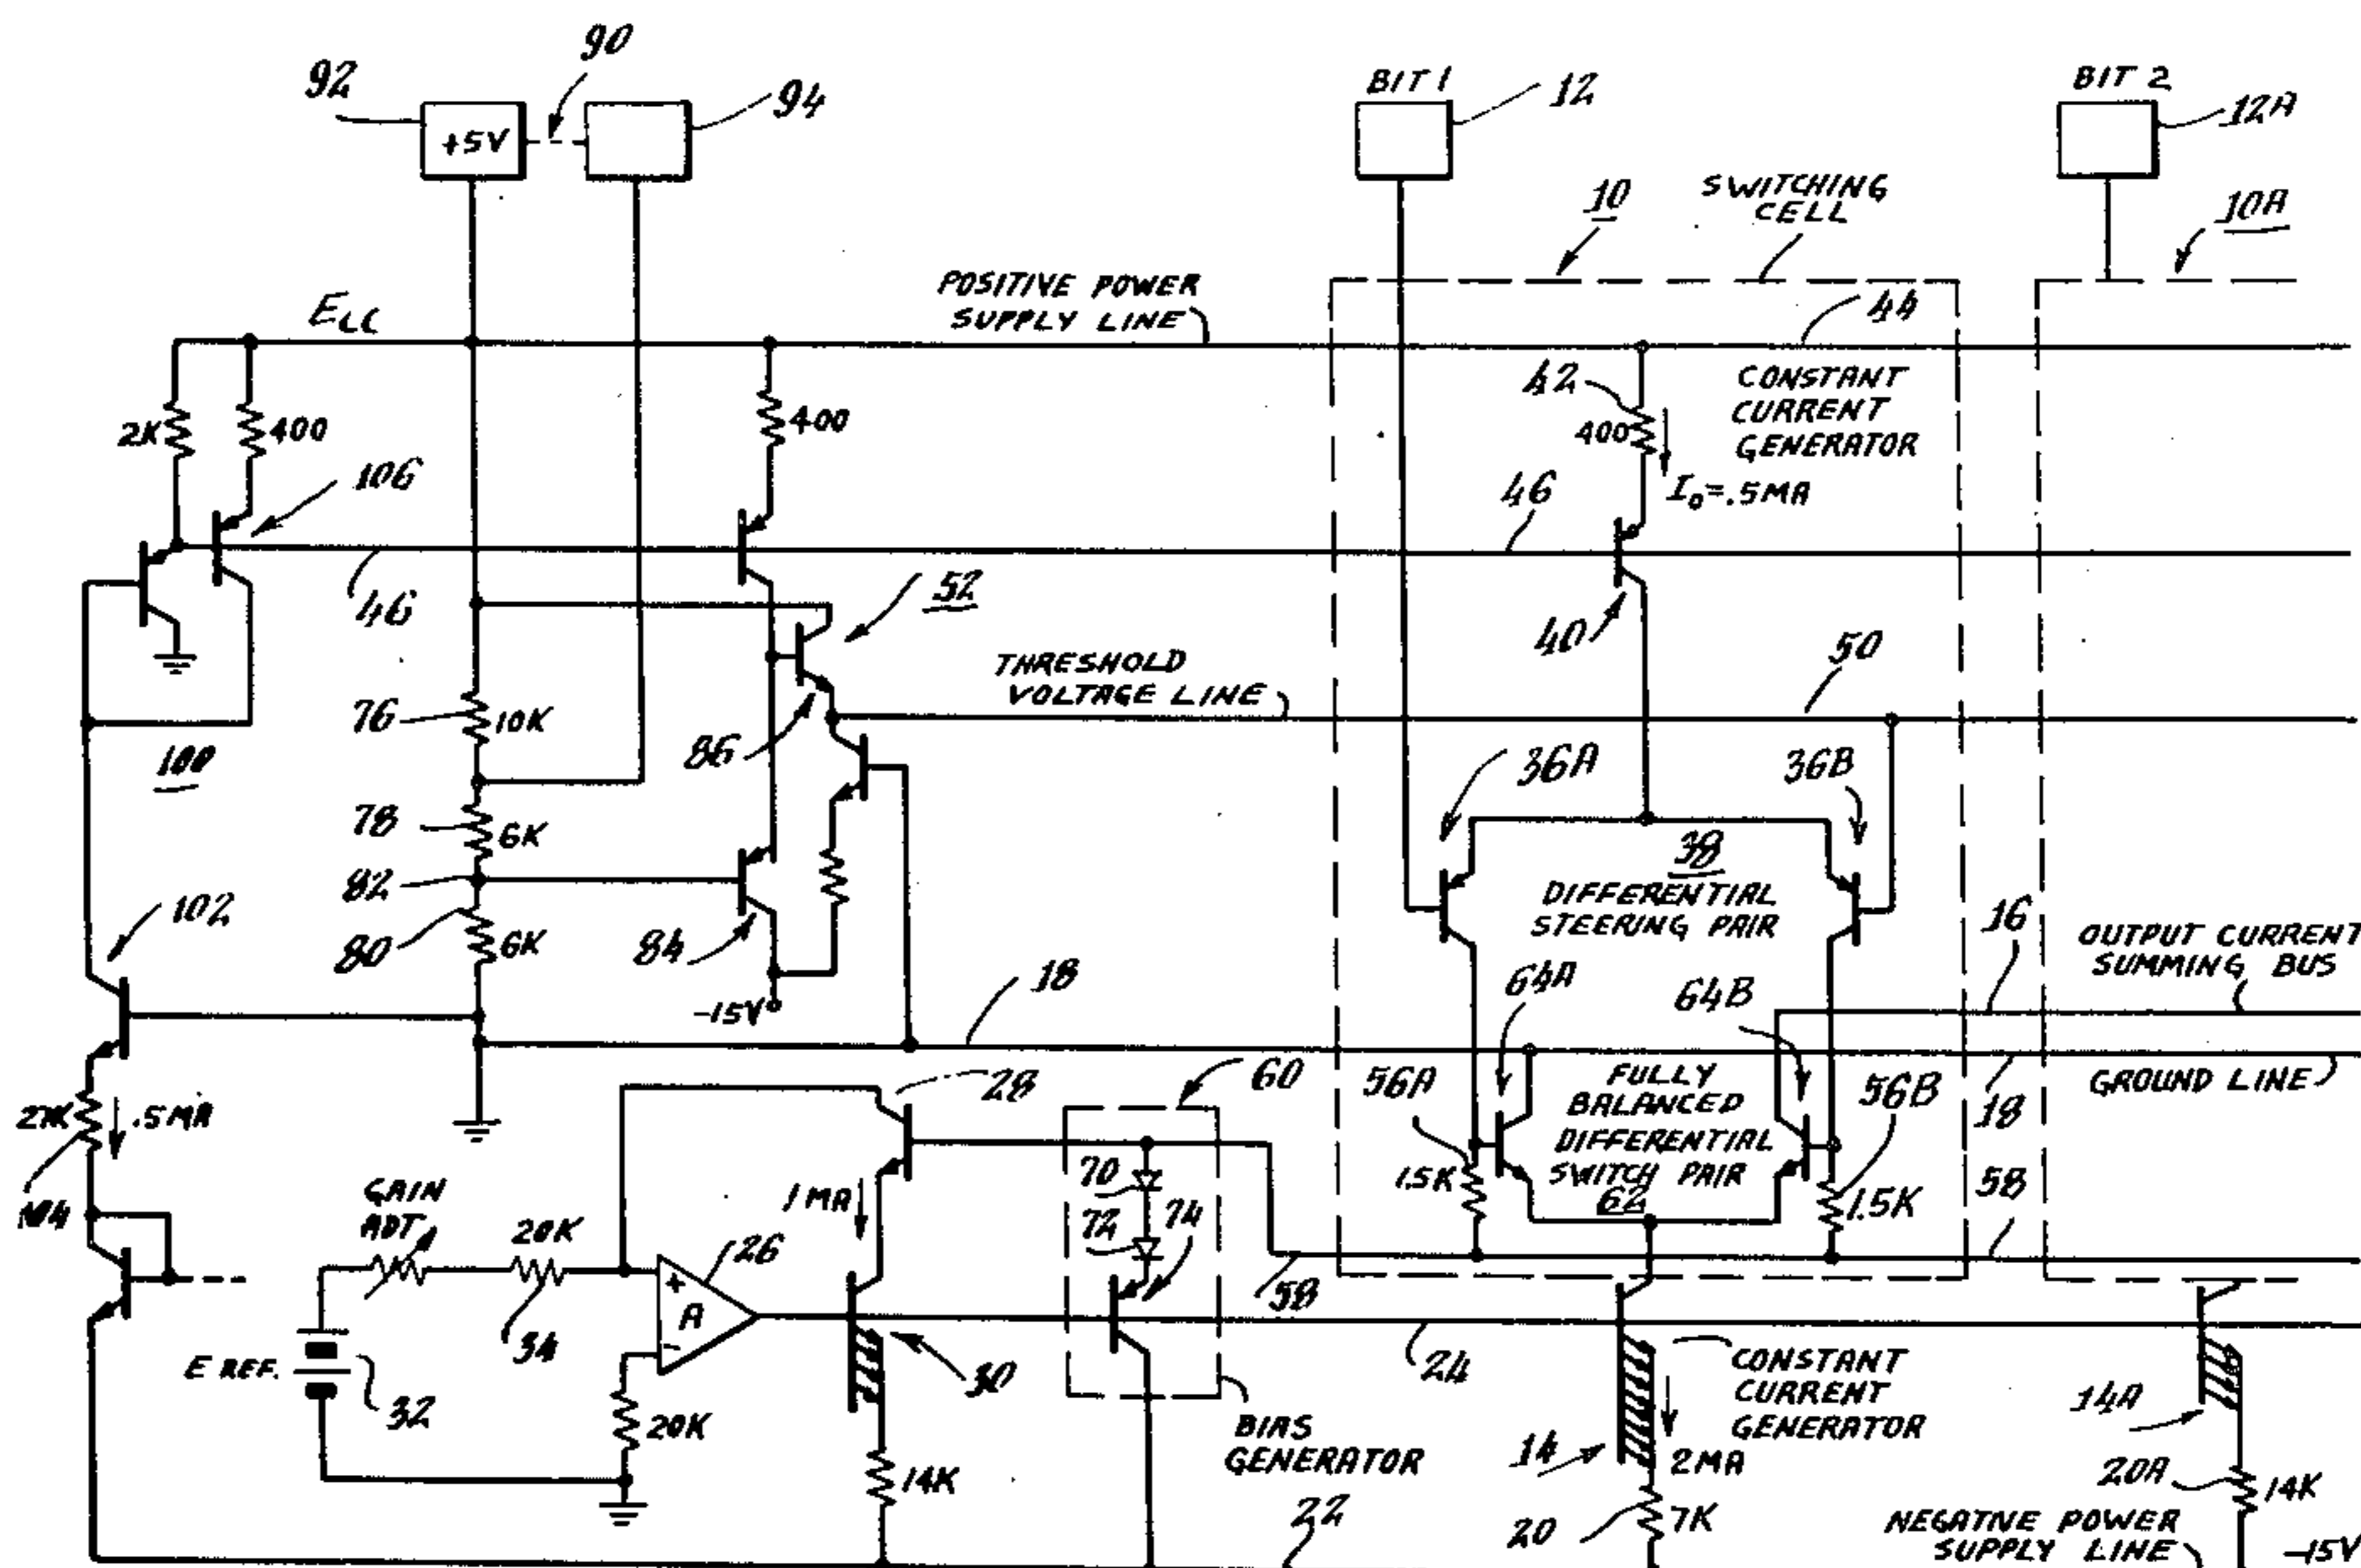 90
92
94
+5V
BIT 1
12
BIT 2
12A
10
SWITCHING
CELL
10A
POSITIVE POWER
SUPPLY LINE
ELC
44
42
CONSTANT
CURRENT
GENERATOR
2K
400
400
400
106
I0=.5MA
46
46
52
40
50
THRESHOLD
VOLTAGE LINE
76
10K
86
100
36A
36B
78
6K
38
DIFFERENTIAL
STEERING PAIR
82
102
80
6K
84
16
OUTPUT CURRENT
SUMMING BUS
18
64A
64B
-15V
60
28
56A
FULLY
BALANCED
DIFFERENTIAL
SWITCH PAIR
62
56B
18
GROUND LINE
2K
.5MA
104
GAIN
ADT
20K
1 MA
70
72
74
1.5K
1.5K
58
58
26
+
A
-
34
E REF.
32
30
24
CONSTANT
CURRENT
GENERATOR
14A
20K
14K
BIAS
GENERATOR
14
2MA
20A
14K
22
20
7K
NEGATIVE POWER
SUPPLY LINE
-15V